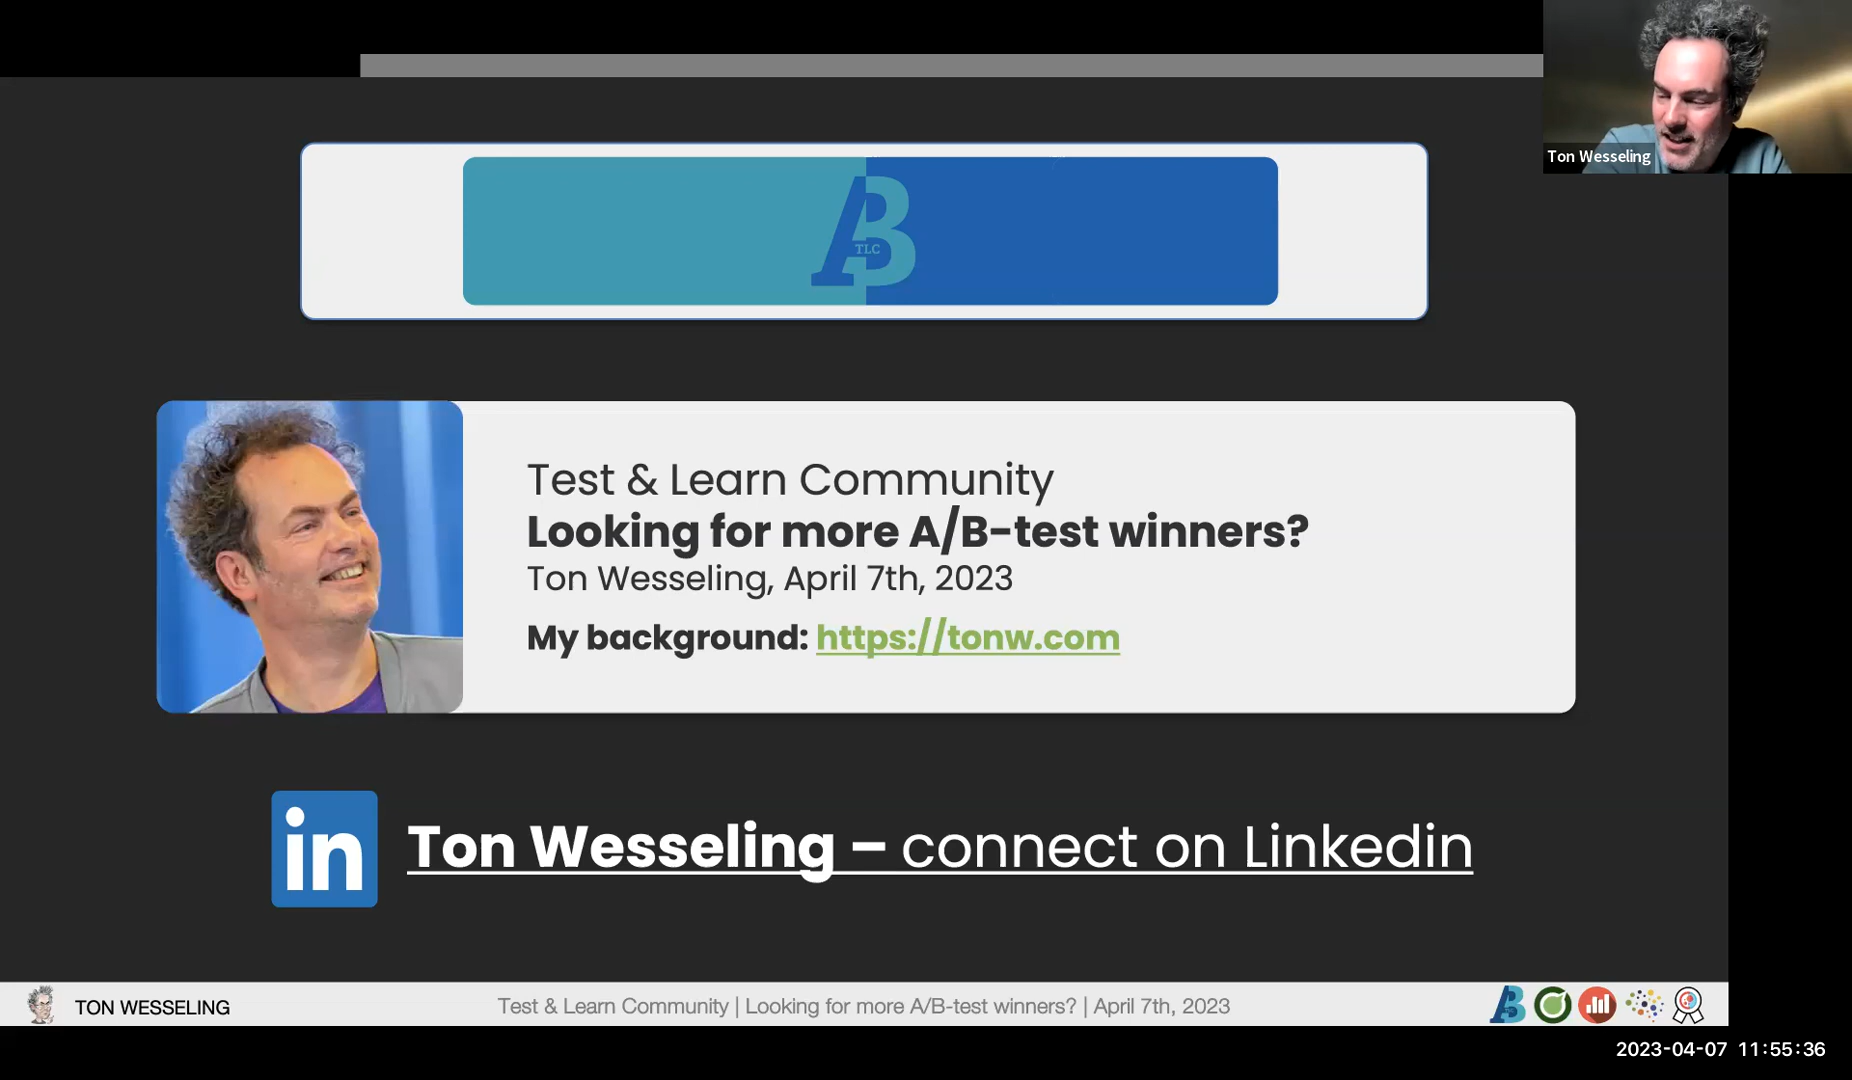 Ton Wesseling
AB
TLC
Test & Learn Community
Looking for more A/B-test winners?
Ton Wesseling, April 7th, 2023
My background: https://tonw.com
in
Ton Wesseling – connect on Linkedin
TON WESSELING
Test & Learn Community | Looking for more A/B-test winners? | April 7th, 2023
AB
2023-04-07 11:55:36